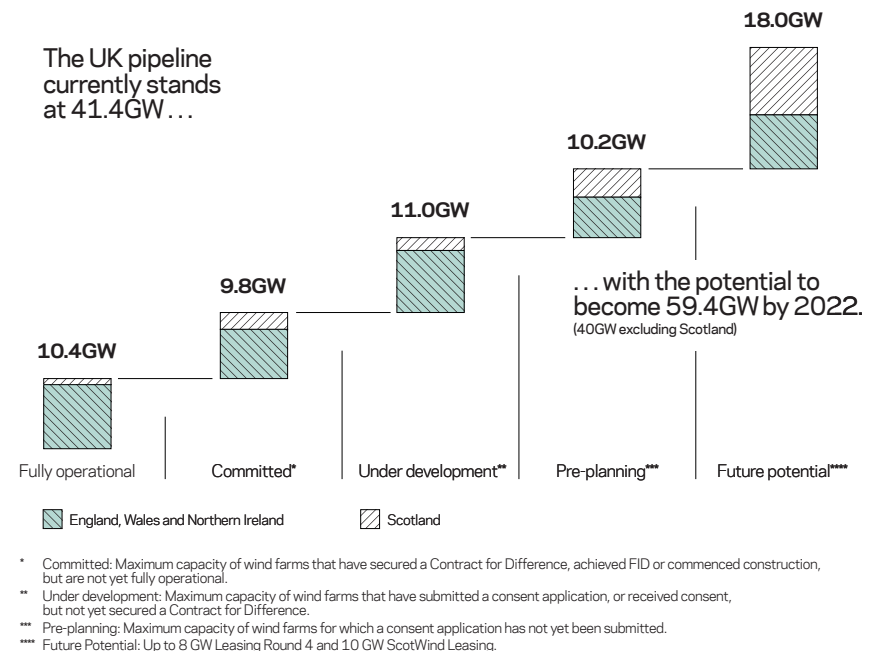 18.0GW
The UK pipeline
currently stands
at 41.4GW . . .
10.2GW
11.0GW
9.8GW
. . . with the potential to
become 59.4GW by 2022.
(40GW excluding Scotland)
10.4GW
Fully operational
Committed*
Under development**
Pre-planning***
Future potential****
England, Wales and Northern Ireland
Scotland
* Committed: Maximum capacity of wind farms that have secured a Contract for Difference, achieved FID or commenced construction,
but are not yet fully operational.
** Under development: Maximum capacity of wind farms that have submitted a consent application, or received consent,
but not yet secured a Contract for Difference.
*** Pre-planning: Maximum capacity of wind farms for which a consent application has not yet been submitted.
**** Future Potential: Up to 8 GW Leasing Round 4 and 10 GW ScotWind Leasing.